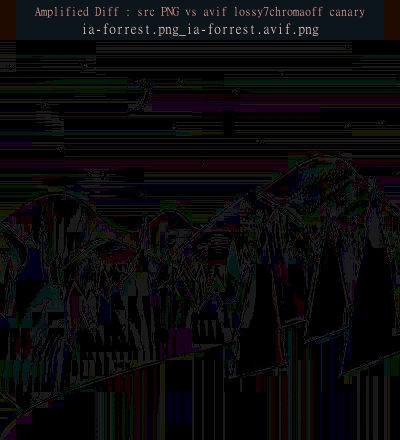 Amplified Diff : src PNG vs avif lossy7chromaoff canary
ia-forrest.png_ia-forrest.avif.png